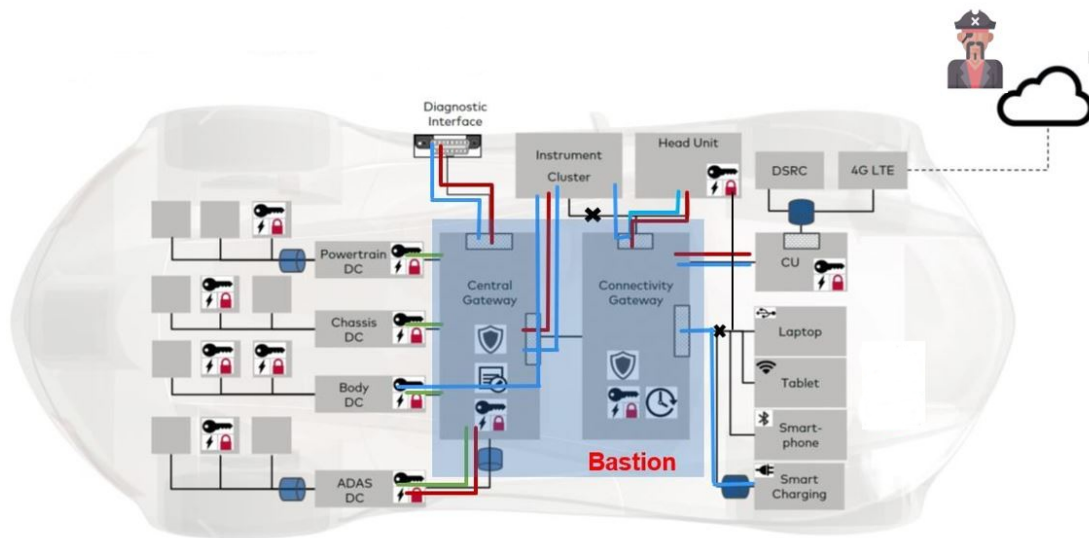 Diagnostic
Interface
Instrument
Cluster
Head Unit
DSRC
4G LTE
Powertrain
DC
Central
Gateway
Connectivity
Gateway
CU
Chassis
DC
Laptop
Body
DC
Tablet
Smart-
phone
Bastion
ADAS
DC
Smart
Charging